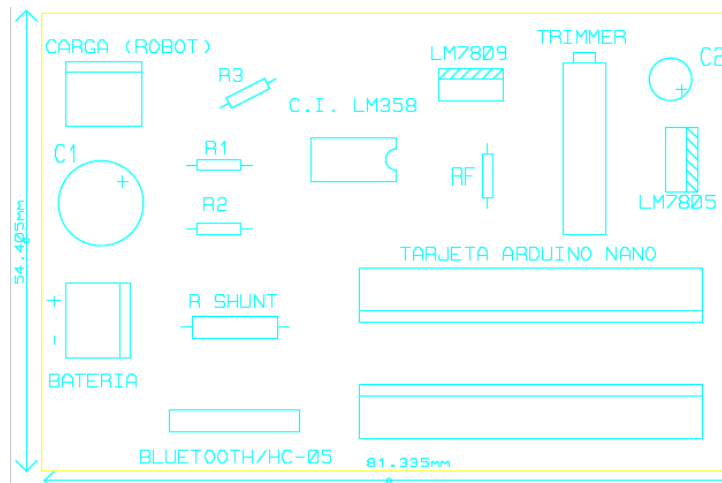 CARGA (ROBOT)
R3
LM7809
TRIMMER
C2
+
C.I. LM358
C1
+
R1
RF
R2
LM7805
54.405mm
TARJETA ARDUINO NANO
R SHUNT
+
-
BATERIA
BLUETOOTH/HC-05
81.335mm